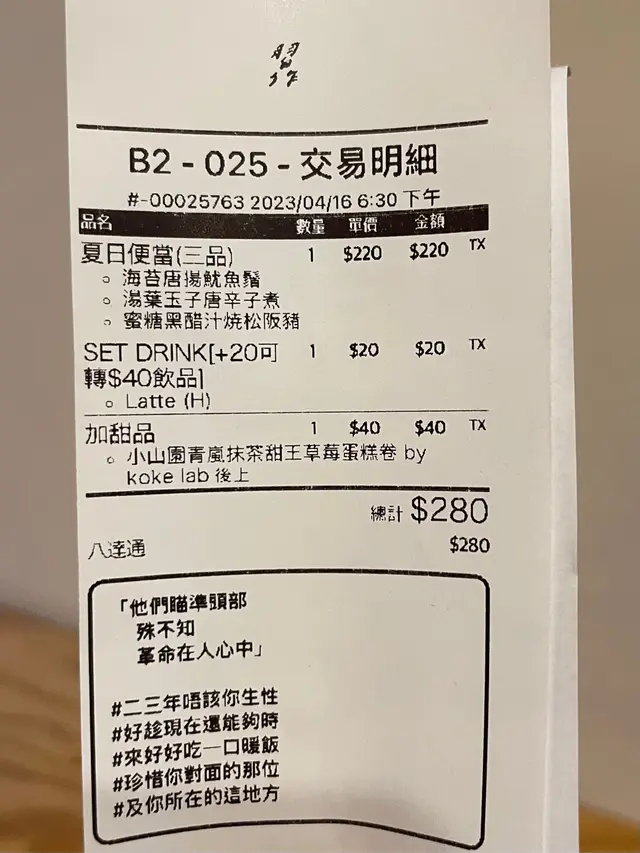 習
B2 - 025 - 交易明細
#-00025763 2023/04/16 6:30 下午
品名 數量 單價 金額
夏日便當(三品) 1 $220 $220 TX
○ 海苔唐揚魷魚鬚
○ 湯葉玉子唐辛子煮
○ 蜜糖黑醋汁燒松阪豬
SET DRINK[+20可 1 $20 $20 TX
轉$40飲品]
○ Latte (H)
加甜品 1 $40 $40 TX
○ 小山園青嵐抹茶甜王草莓蛋糕卷 by
koke lab 後上
總計 $280
八達通 $280
「他們瞄準頭部
殊不知
革命在人心中」
#二三年唔該你生性
#好趁現在還能夠時
#來好好吃一口暖飯
#珍惜你對面的那位
#及你所在的這地方